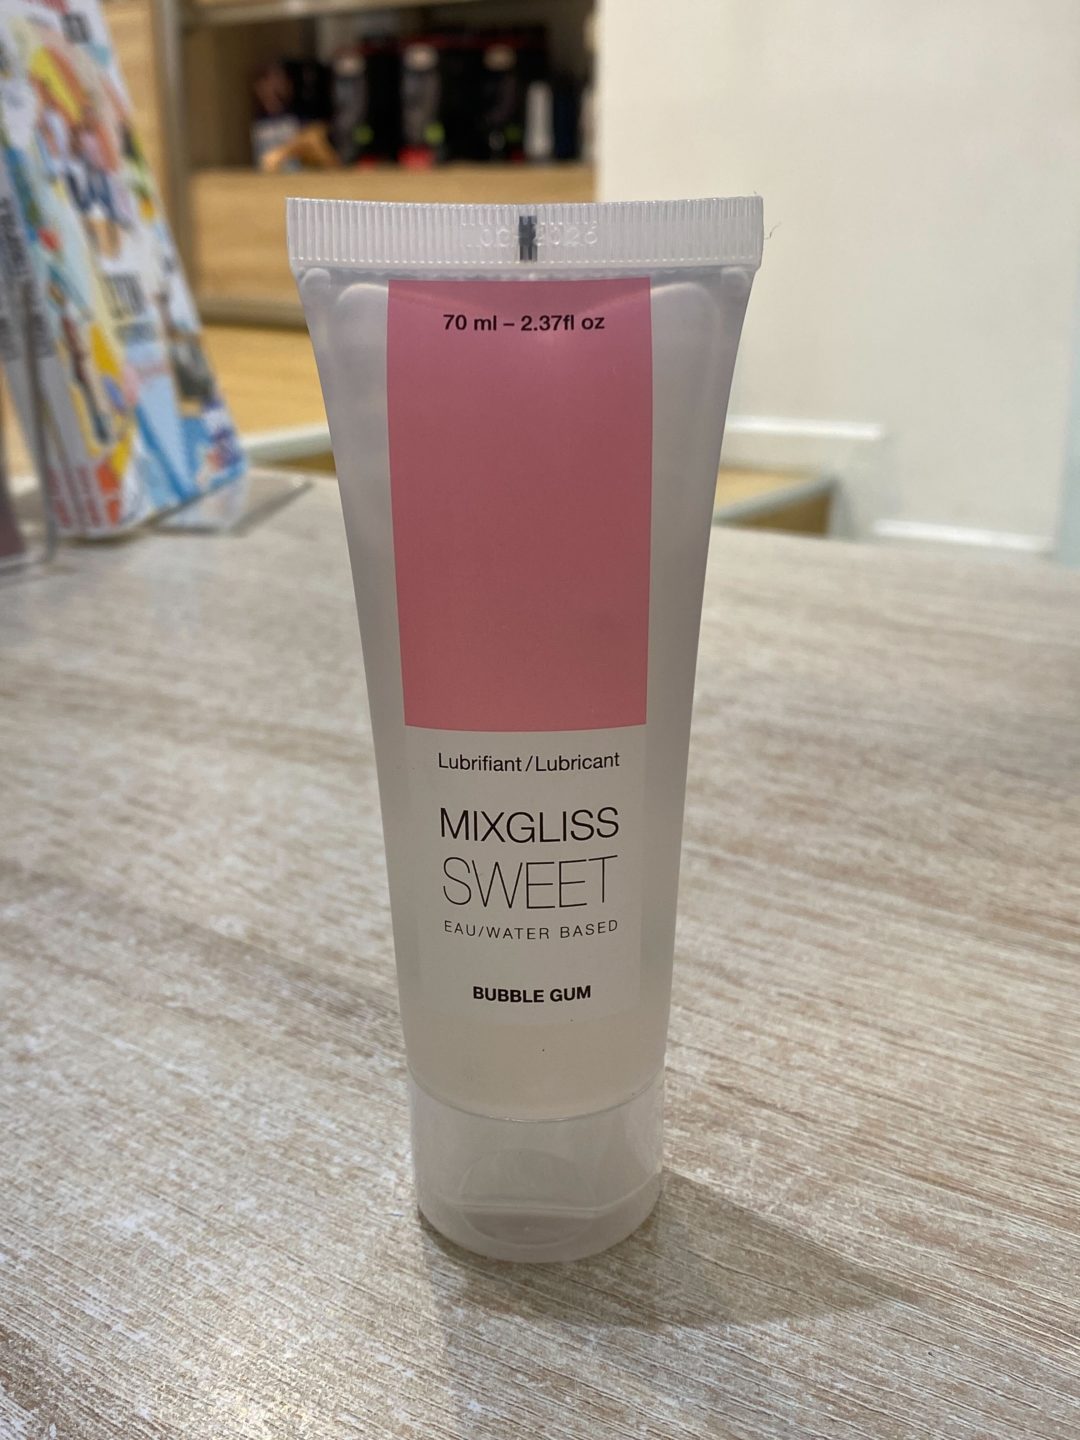 70 ml – 2.37fl oz
Lubrifiant/Lubricant
MIXGLISS
SWEET
EAU/WATER BASED
BUBBLE GUM